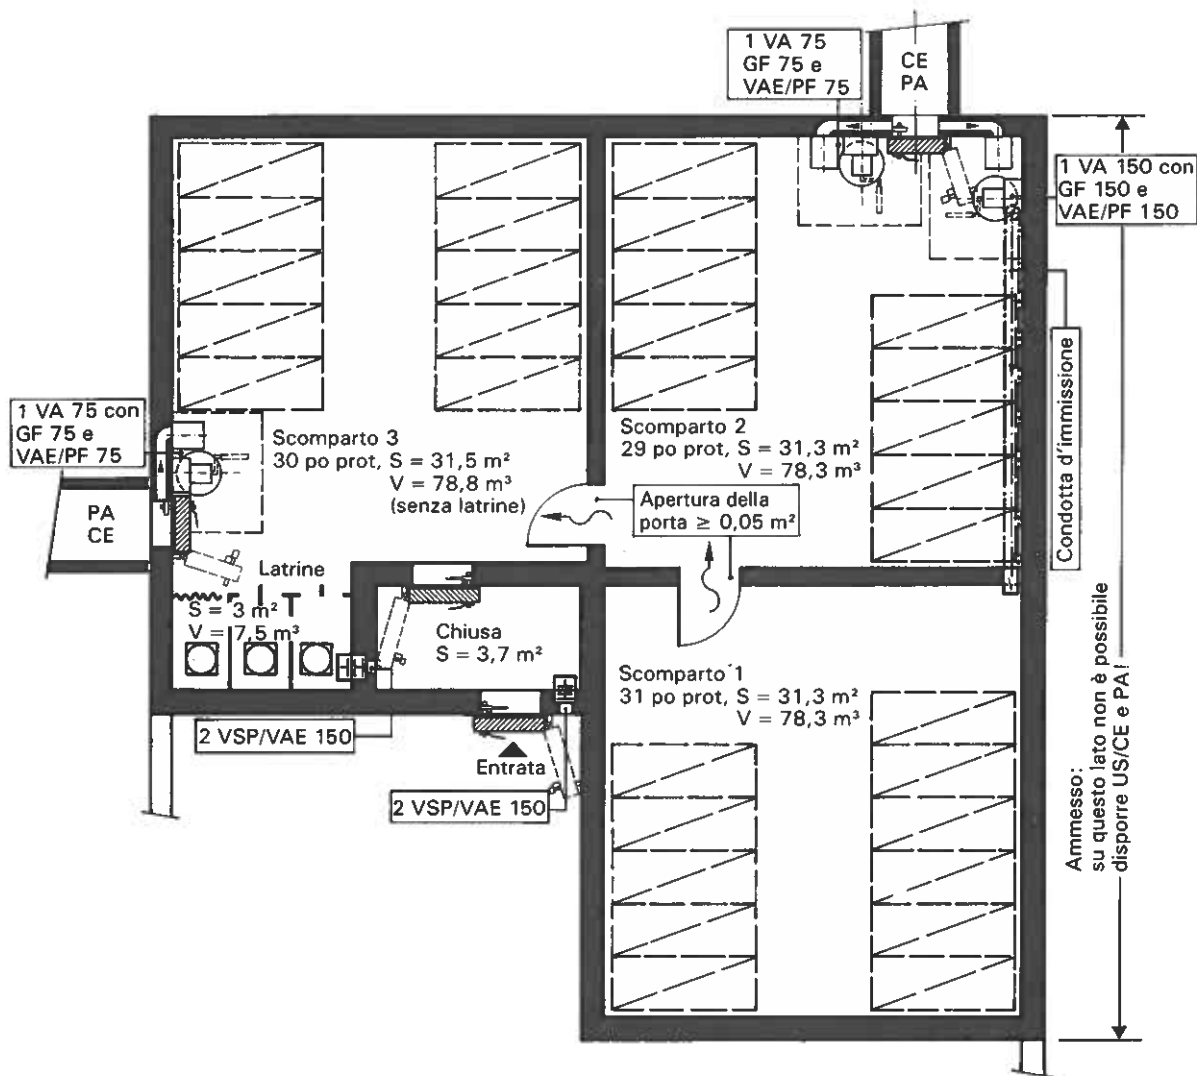 1 VA 75
GF 75 e
VAE/PF 75
CE
PA
1 VA 150 con
GF 150 e
VAE/PF 150
Condotta d'immissione
1 VA 75 con
GF 75 e
VAE/PF 75
Scomparto 3
30 po prot, S = 31,5 m²
V = 78,8 m³
(senza latrine)
Scomparto 2
29 po prot, S = 31,3 m²
V = 78,3 m³
Apertura della
porta ≥ 0,05 m²
PA
CE
Latrine
S = 3 m²
V = 7,5 m³
Chiusa
S = 3,7 m²
Scomparto 1
31 po prot, S = 31,3 m²
V = 78,3 m³
2 VSP/VAE 150
Entrata
2 VSP/VAE 150
Ammesso:
su questo lato non è possibile
disporre US/CE e PA!